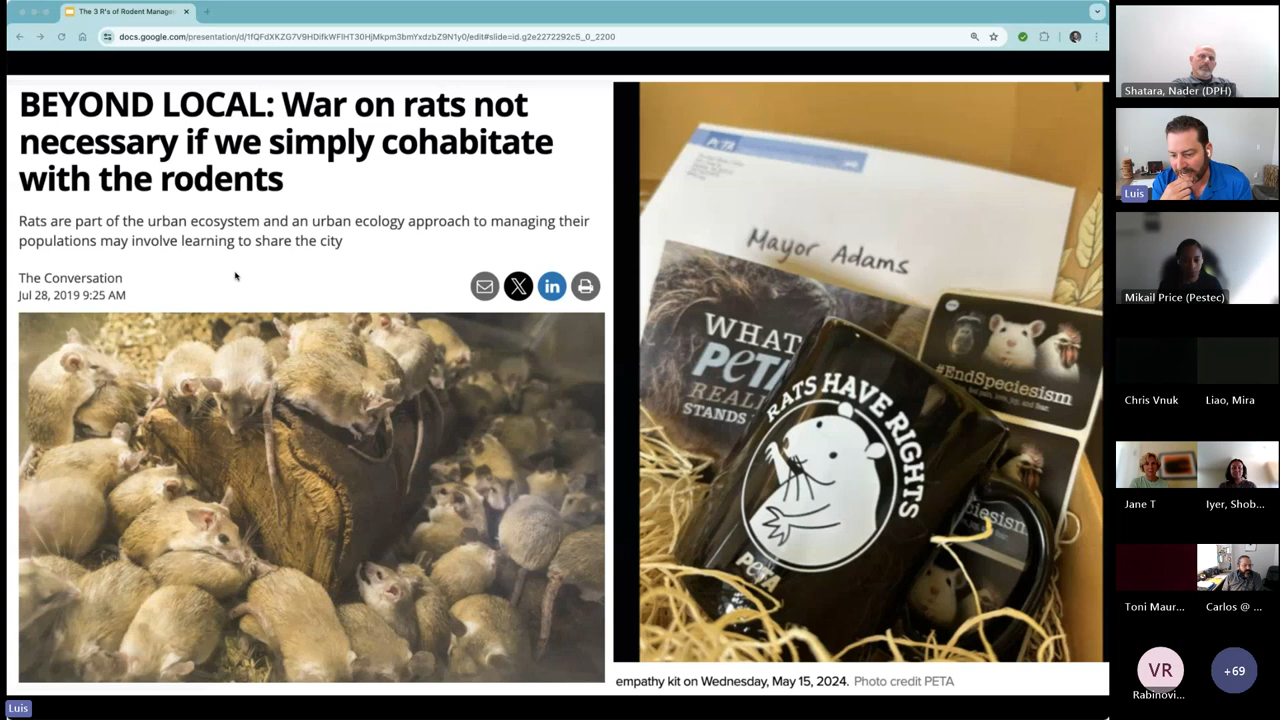 The 3 R's of Rodent Manage
docs.google.com/presentation/d/1fQFdXKZG7V9HDifkWFIHT30HjMkpm3bmYxdzbZ9N1y0/edit#slide=id.g2e2272292c5_0_2200
BEYOND LOCAL: War on rats not
necessary if we simply cohabitate
with the rodents
Rats are part of the urban ecosystem and an urban ecology approach to managing their
populations may involve learning to share the city
The Conversation
Jul 28, 2019 9:25 AM
X
in
PETA
Mayor Adams
WHAT
PETA
REALL
STANDS
#EndSpeciesism
RATS HAVE RIGHTS
PETA
ciesism
empathy kit on Wednesday, May 15, 2024. Photo credit PETA
Luis
Shatara, Nader (DPH)
Luis
Mikail Price (Pestec)
Chris Vnuk
Liao, Mira
Jane T
Iyer, Shob...
Toni Maur...
Carlos @ ...
VR
Rabinovi...
+69